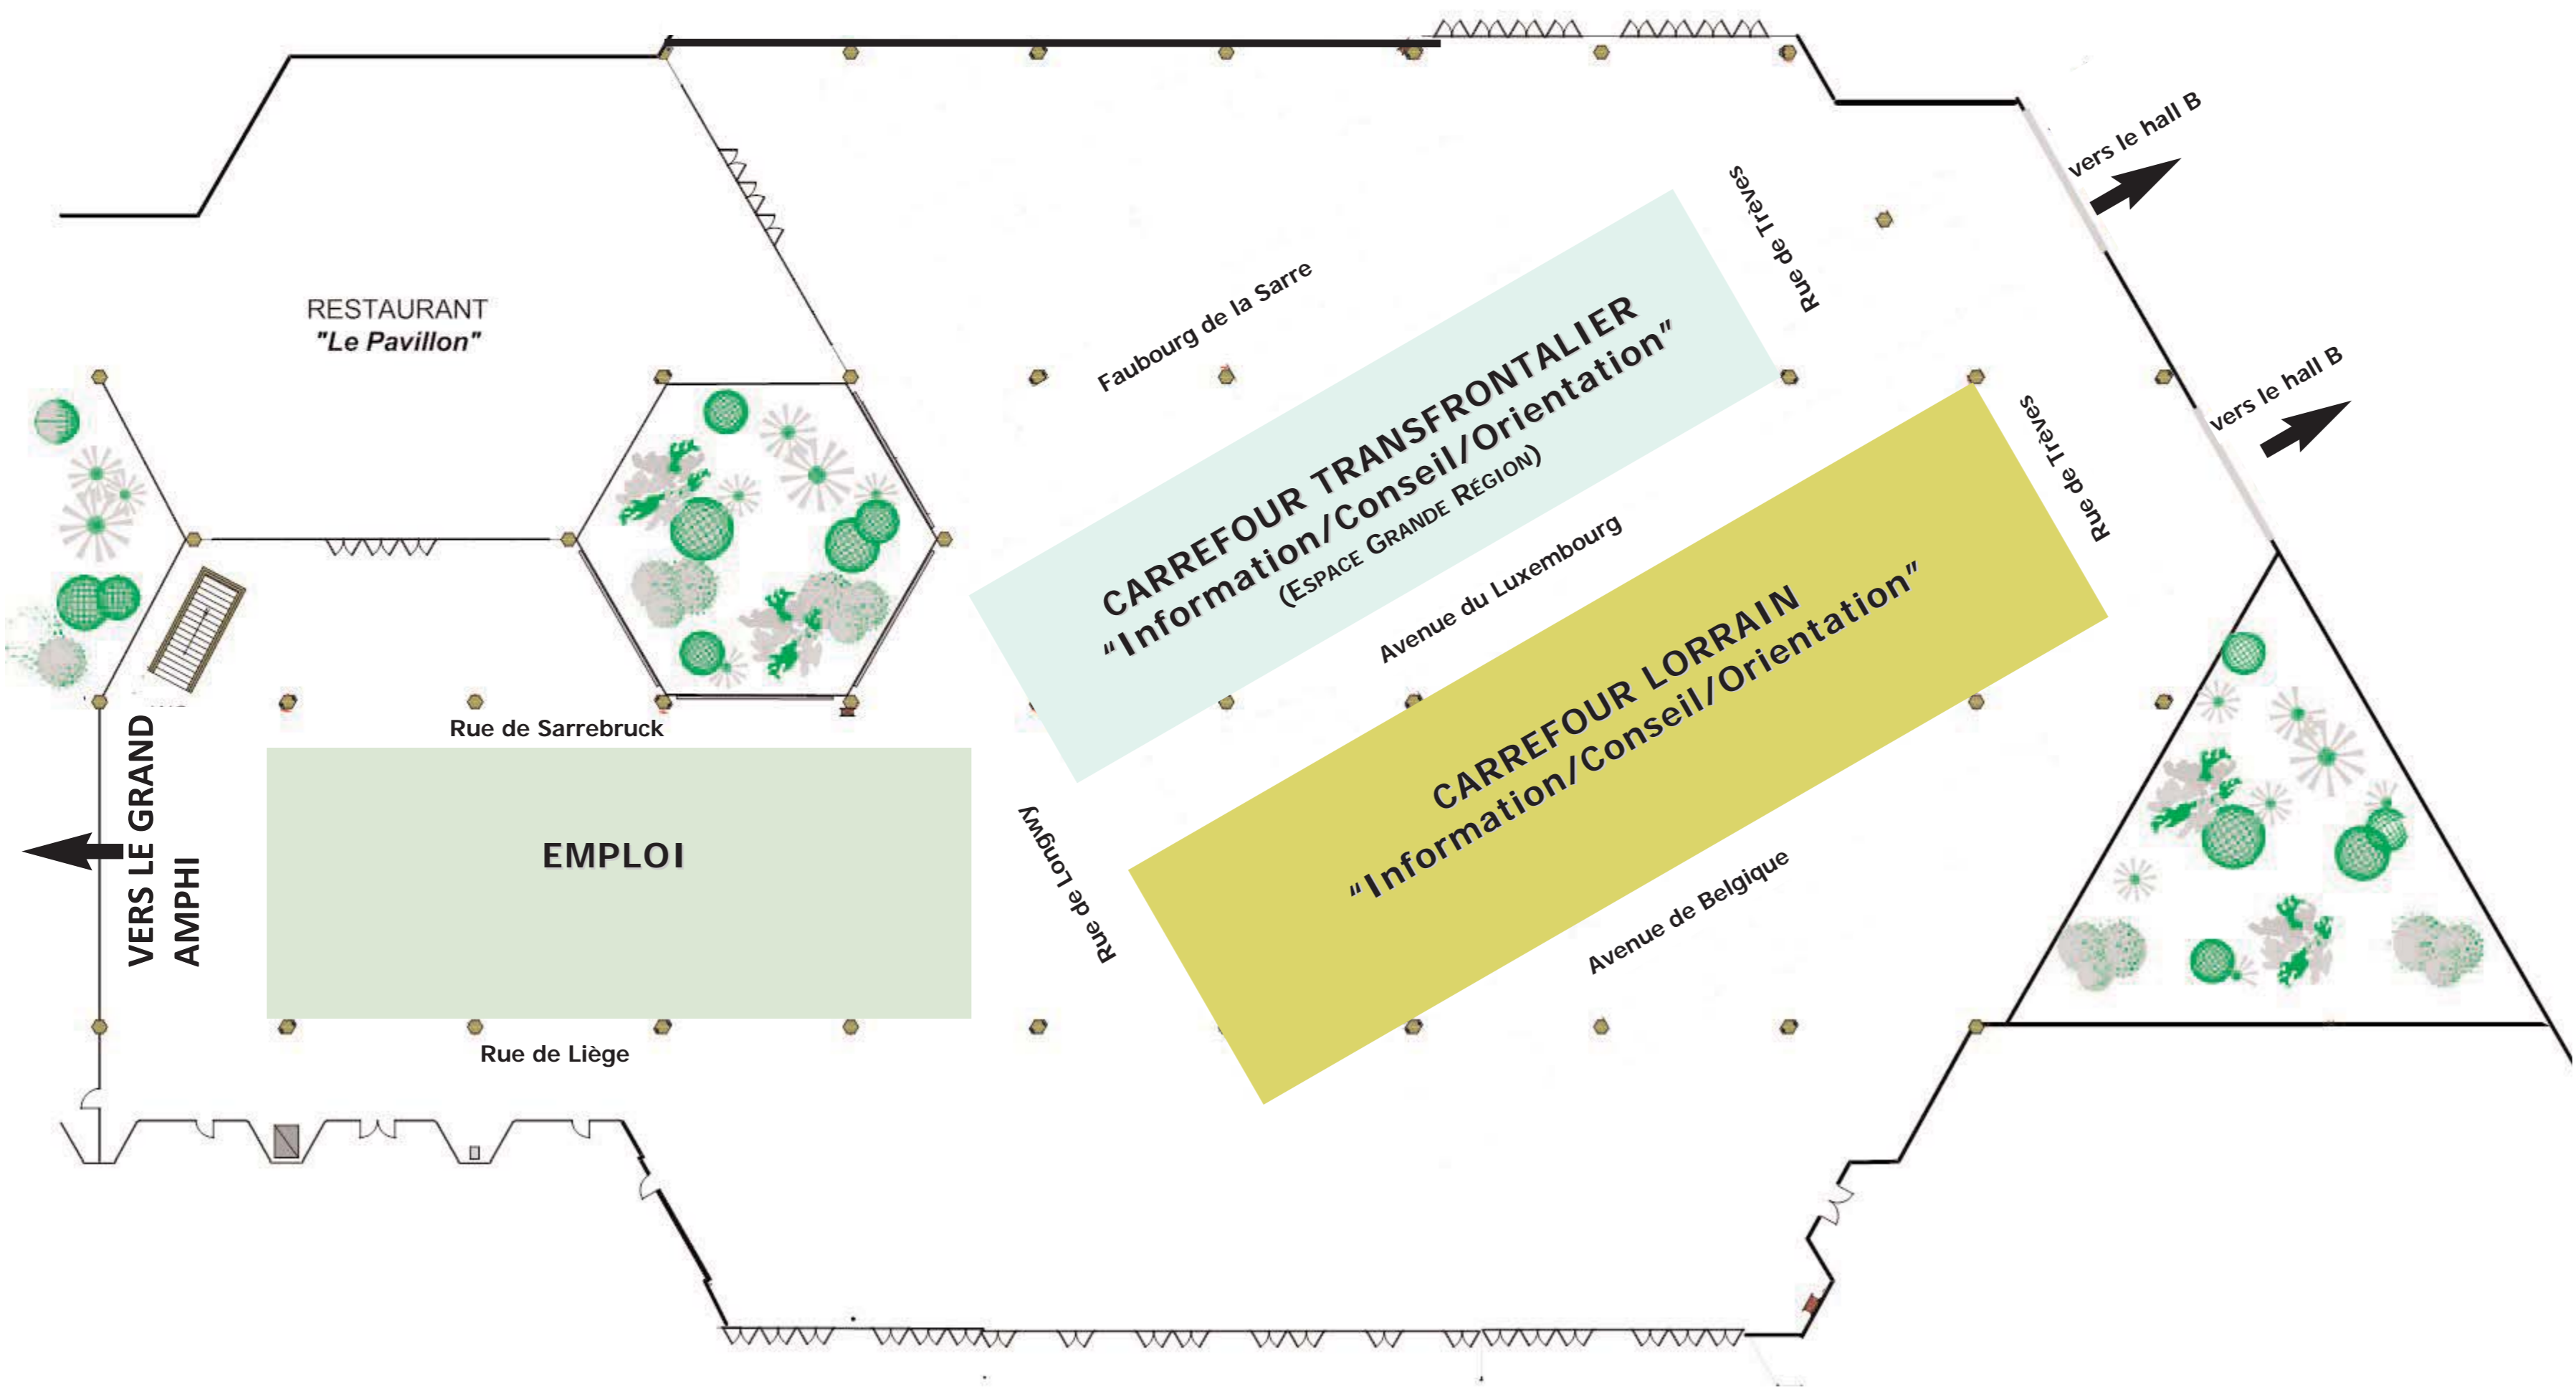 vers le hall B
Rue de Trèves
RESTAURANT
"Le Pavillon"
Faubourg de la Sarre
CARREFOUR TRANSFRONTALIER
“Information/Conseil/Orientation”
(ESPACE GRANDE RÉGION)
vers le hall B
Rue de Trèves
Avenue du Luxembourg
CARREFOUR LORRAIN
“Information/Conseil/Orientation”
Rue de Sarrebruck
VERS LE GRAND
AMPHI
EMPLOI
Rue de Longwy
Avenue de Belgique
Rue de Liège